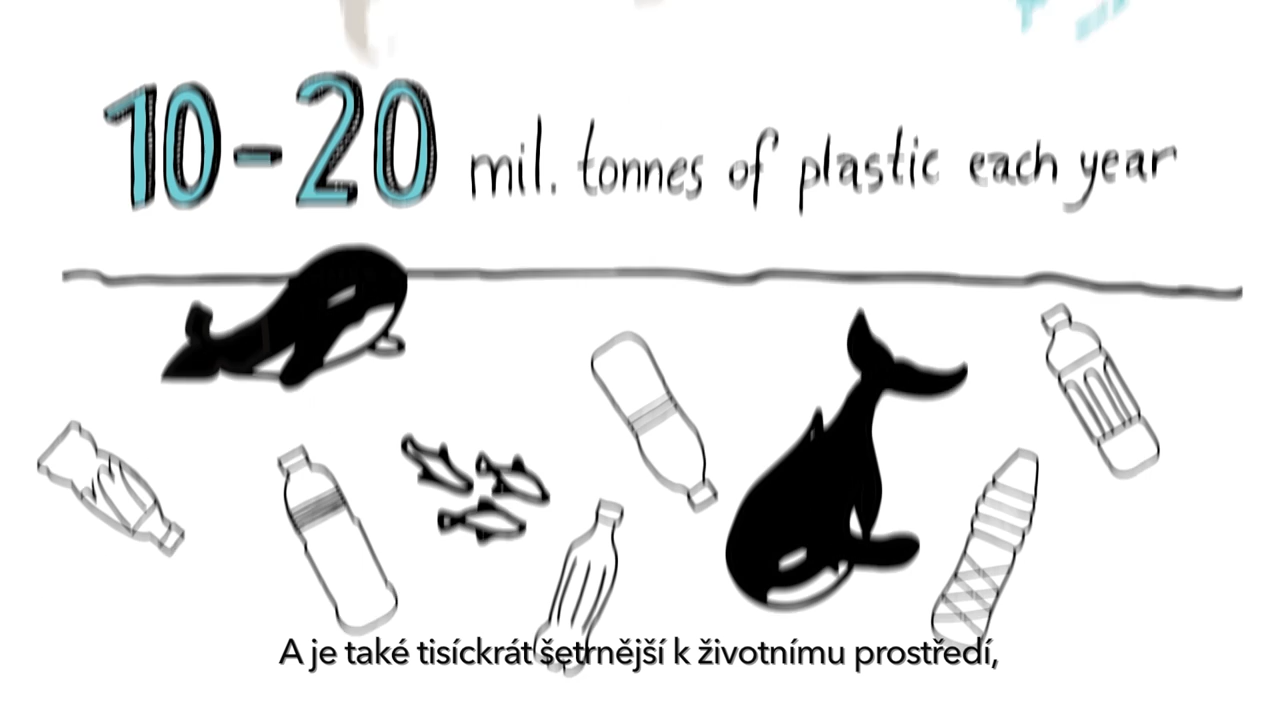 10-20 mil. tonnes of plastic each year
A je také tisíckrát šetrnější k životnímu prostředí,